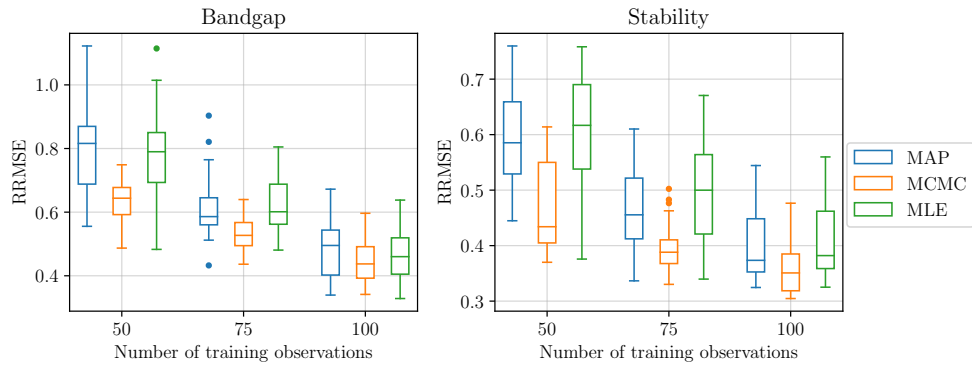 Bandgap
Stability
RRMSE
1.0
0.8
0.6
0.4
50
75
100
Number of training observations
RRMSE
0.7
0.6
0.5
0.4
0.3
50
75
100
Number of training observations
MAP
MCMC
MLE